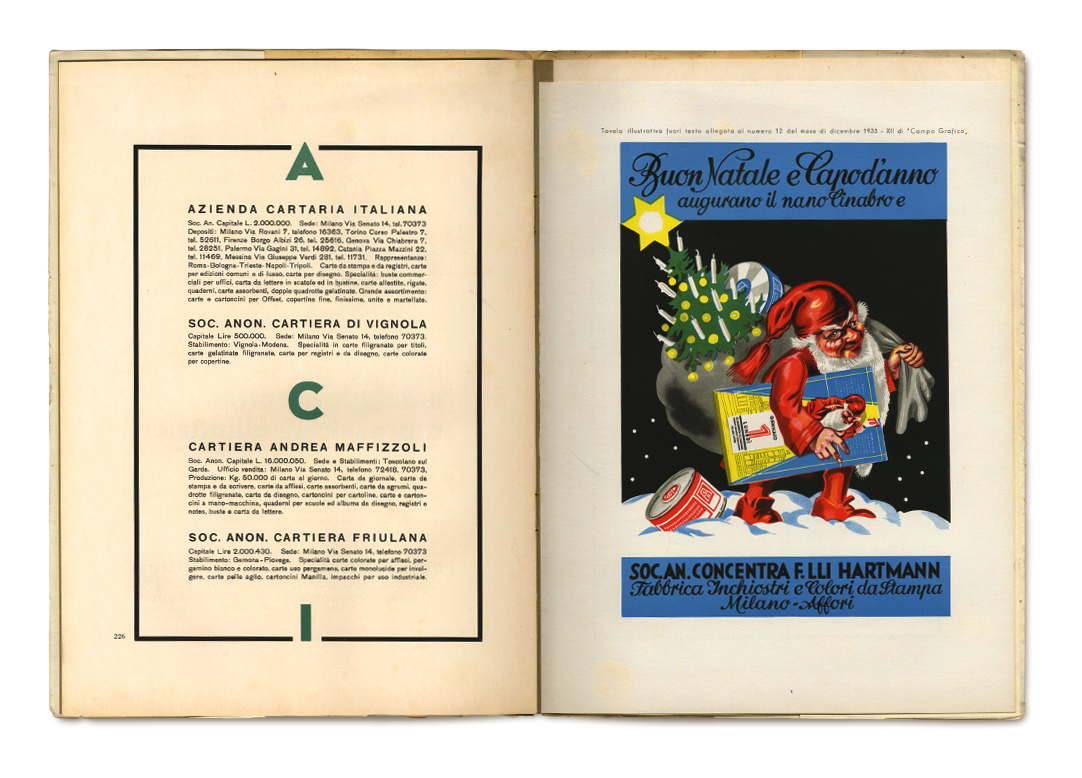 A
AZIENDA CARTARIA ITALIANA
Soc. An. Capitale L. 2.000.000. Sede: Milano Via Senato 14, tel. 70373
Depositi: Milano Via Rovani 7, telefono 16363, Torino Corso Palestro 7,
tel. 52611, Firenze Borgo Albizi 26, tel. 25616, Genova Via Chiabrera 7,
tel. 28251, Palermo Via Gagini 31, tel. 14892, Catania Piazza Mazzini 22,
tel. 11469, Messina Via Giuseppe Verdi 281, tel. 11731. Rappresentanze:
Roma-Bologna-Trieste-Napoli-Tripoli. Carte da stampa e da registri, carte
per edizioni comuni e di lusso, carte per disegno. Specialità: buste commer-
ciali per uffici, carta da lettere in scatole ed in bustine, carte allestite, rigate,
quaderni, carte assorbenti, doppie quadrotte gelatinate. Grande assortimento:
carte e cartoncini per Offset, copertine fine, finissime, unite e martellate.
SOC. ANON. CARTIERA DI VIGNOLA
Capitale Lire 500.000. Sede: Milano Via Senato 14, telefono 70373.
Stabilimento: Vignola-Modena. Specialità in carte filigranate per titoli,
carte gelatinate filigranate, carte per registri e da disegno, carte colorate
per copertine.
C
CARTIERA ANDREA MAFFIZZOLI
Soc. Anon. Capitale L. 16.000.050. Sede e Stabilimenti: Toscolano sul
Garda. Ufficio vendita: Milano Via Senato 14, telefono 72418, 70373,
Produzione: Kg. 50.000 di carta al giorno. Carta da giornale, carte da
stampa e da scrivere, carte da affissi, carte assorbenti, carte da agrumi, qua-
drotte filigranate, carte da disegno, cartoncini per cartoline, carte e carton-
cini a mano-macchina, quaderni per scuole ed albums da disegno, registri e
notes, buste e carta da lettere.
SOC. ANON. CARTIERA FRIULANA
Capitale Lire 2.000.430. Sede: Milano Via Senato 14, telefono 70373
Stabilimento: Gemona-Piovega. Specialità carte colorate per affissi, per-
gamino bianco e colorato, carte uso pergamena, carte monolucide per invol-
gere, carte pelle aglio, cartoncini Manilla, impacchi per uso industriale.
I
226
Tavola illustrativa fuori testo allegata al numero 12 del mese di dicembre 1933 - XII di "Campo Grafico„
Buon Natale e Capod'anno
augurano il nano Cinabro e
GENNAIO
1
LUNEDÌ
SOC. AN. CONCENTRA F.LLI HARTMANN
Fabbrica Inchiostri e Colori da Stampa
Milano-Affori